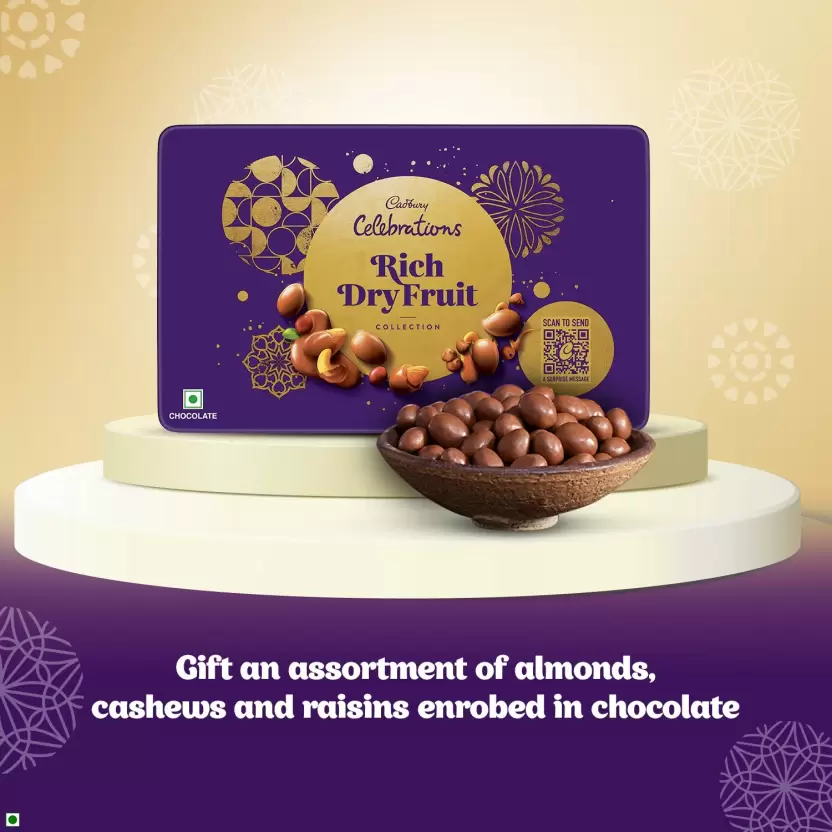 Cadbury
Celebrations
Rich
Dry Fruit
COLLECTION
SCAN TO SEND
A SURPRISE MESSAGE
CHOCOLATE
Gift an assortment of almonds,
cashews and raisins enrobed in chocolate